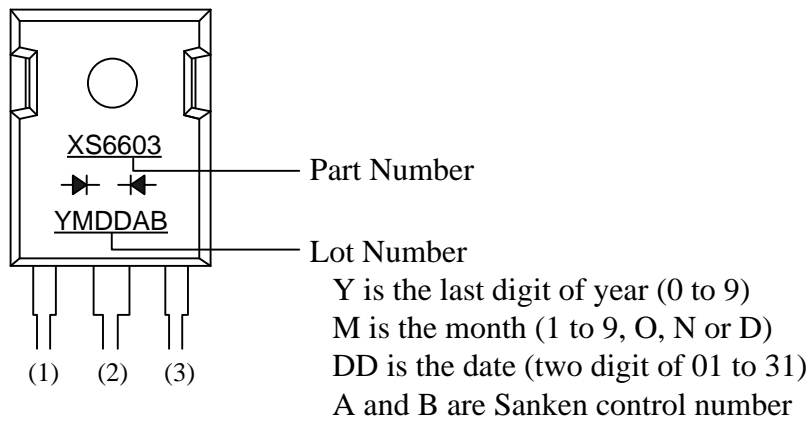 XS6603
Part Number
YMDDAB
Lot Number
Y is the last digit of year (0 to 9)
M is the month (1 to 9, O, N or D)
DD is the date (two digit of 01 to 31)
A and B are Sanken control number
(1) (2) (3)